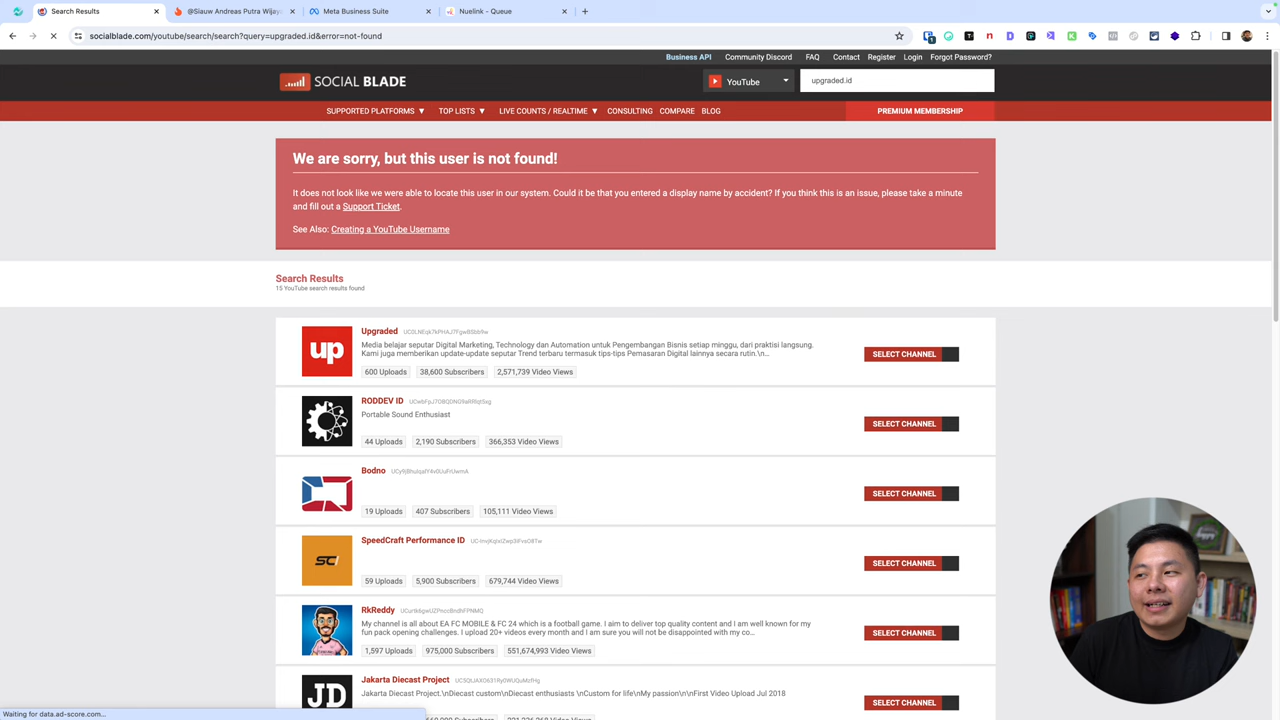 Search Results
@Siauw Andreas Putra Wijay
Meta Business Suite
Nuelink - Queue
socialblade.com/youtube/search/search?query=upgraded.id&error=not-found
Business API
Community Discord
FAQ
Contact
Register
Login
Forgot Password?
SOCIAL BLADE
YouTube
upgraded.id
SUPPORTED PLATFORMS ▼
TOP LISTS ▼
LIVE COUNTS / REALTIME ▼
CONSULTING
COMPARE
BLOG
PREMIUM MEMBERSHIP
We are sorry, but this user is not found!
It does not look like we were able to locate this user in our system. Could it be that you entered a display name by accident? If you think this is an issue, please take a minute
and fill out a Support Ticket.
See Also: Creating a YouTube Username
Search Results
15 YouTube search results found
up
Upgraded
Media belajar seputar Digital Marketing, Technology dan Automation untuk Pengembangan Bisnis setiap minggu, dari praktisi langsung.
Kami juga memberikan update-update seputar Trend terbaru termasuk tips-tips Pemasaran Digital lainnya secara rutin.\n...
600 Uploads
38,600 Subscribers
2,571,739 Video Views
SELECT CHANNEL
RODDEV ID
Portable Sound Enthusiast
44 Uploads
2,190 Subscribers
366,353 Video Views
SELECT CHANNEL
Bodno
19 Uploads
407 Subscribers
105,111 Video Views
SELECT CHANNEL
SpeedCraft Performance ID
59 Uploads
5,900 Subscribers
679,744 Video Views
SELECT CHANNEL
RkReddy
My channel is all about EA FC MOBILE & FC 24 which is a football game. I aim to deliver top quality content and I am well known for my
fun pack opening challenges. I upload 20+ videos every month and I am sure you will not be disappointed with my co...
1,597 Uploads
975,000 Subscribers
551,674,993 Video Views
SELECT CHANNEL
JD
Jakarta Diecast Project
Jakarta Diecast Project.\nDiecast custom\nDiecast enthusiasts \nCustom for life\nMy passion\n\nFirst Video Upload Jul 2018
SELECT CHANNEL
Waiting for data.ad-score.com...